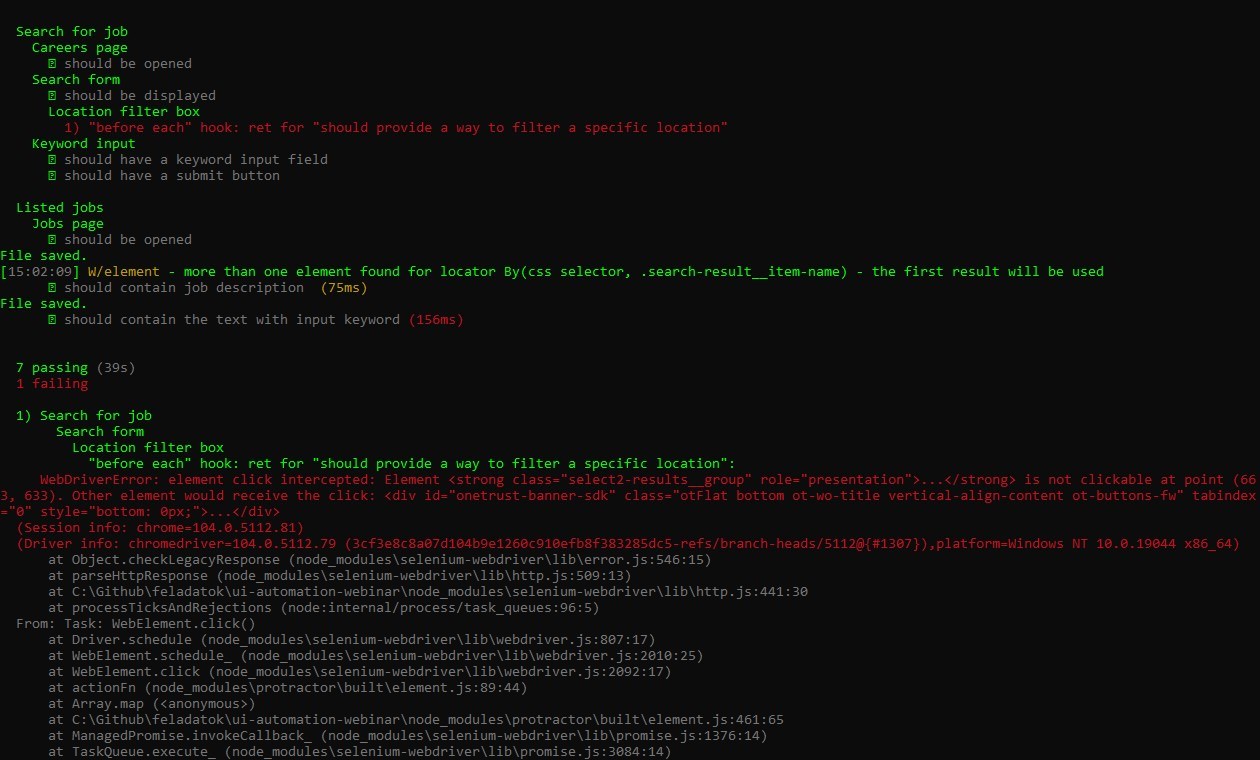 Search for job
Careers page
should be opened
Search form
should be displayed
Location filter box
1) "before each" hook: ret for "should provide a way to filter a specific location"
Keyword input
should have a keyword input field
should have a submit button
Listed jobs
Jobs page
should be opened
File saved.
[15:02:09] W/element - more than one element found for locator By(css selector, .search-result__item-name) - the first result will be used
should contain job description (75ms)
File saved.
should contain the text with input keyword (156ms)
7 passing (39s)
1 failing
1) Search for job
Search form
Location filter box
"before each" hook: ret for "should provide a way to filter a specific location":
WebDriverError: element click intercepted: Element <strong class="select2-results__group" role="presentation">...</strong> is not clickable at point (66
3, 633). Other element would receive the click: <div id="onetrust-banner-sdk" class="otFlat bottom ot-wo-title vertical-align-content ot-buttons-fw" tabindex
="0" style="bottom: 0px;">...</div>
(Session info: chrome=104.0.5112.81)
(Driver info: chromedriver=104.0.5112.79 (3cf3e8c8a07d104b9e1260c910efb8f383285dc5-refs/branch-heads/5112@{#1307}),platform=Windows NT 10.0.19044 x86_64)
at Object.checkLegacyResponse (node_modules\selenium-webdriver\lib\error.js:546:15)
at parseHttpResponse (node_modules\selenium-webdriver\lib\http.js:509:13)
at C:\Github\feladatok\ui-automation-webinar\node_modules\selenium-webdriver\lib\http.js:441:30
at processTicksAndRejections (node:internal/process/task_queues:96:5)
From: Task: WebElement.click()
at Driver.schedule (node_modules\selenium-webdriver\lib\webdriver.js:807:17)
at WebElement.schedule_ (node_modules\selenium-webdriver\lib\webdriver.js:2010:25)
at WebElement.click (node_modules\selenium-webdriver\lib\webdriver.js:2092:17)
at actionFn (node_modules\protractor\built\element.js:89:44)
at Array.map (<anonymous>)
at C:\Github\feladatok\ui-automation-webinar\node_modules\protractor\built\element.js:461:65
at ManagedPromise.invokeCallback_ (node_modules\selenium-webdriver\lib\promise.js:1376:14)
at TaskQueue.execute_ (node_modules\selenium-webdriver\lib\promise.js:3084:14)